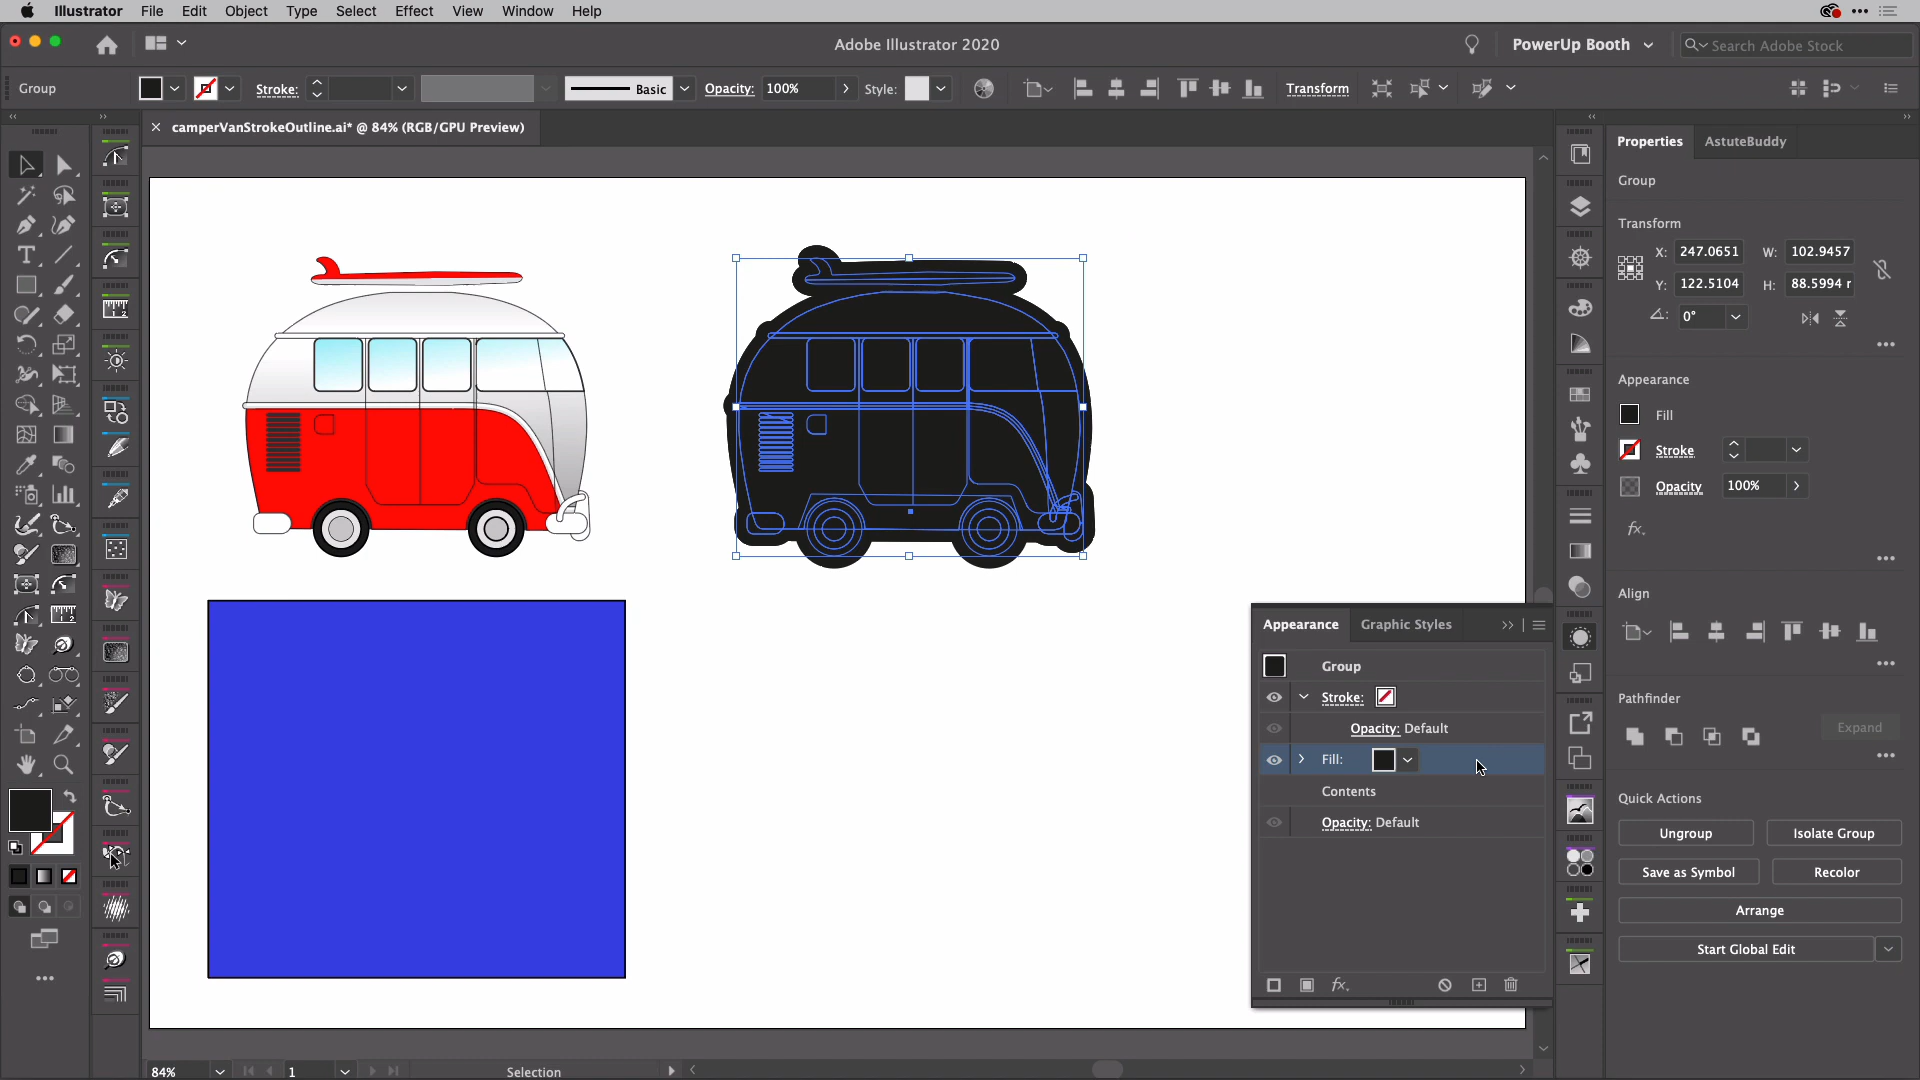 Illustrator File Edit Object Type Select Effect View Window Help
Adobe Illustrator 2020
PowerUp Booth
Search Adobe Stock
Group
Stroke:
Basic
Opacity: 100%
Style:
Transform
camperVanStrokeOutline.ai* @ 84% (RGB/GPU Preview)
Properties
AstuteBuddy
Group
Transform
X: 247.0651 W: 102.9457
Y: 122.5104 H: 88.5994 r
0°
Appearance
Fill
Stroke
Opacity 100%
fx.
Align
Pathfinder
Expand
Quick Actions
Ungroup
Isolate Group
Save as Symbol
Recolor
Arrange
Start Global Edit
Appearance
Graphic Styles
Group
Stroke:
Opacity: Default
Fill:
Contents
Opacity: Default
fx.
84%
1
Selection